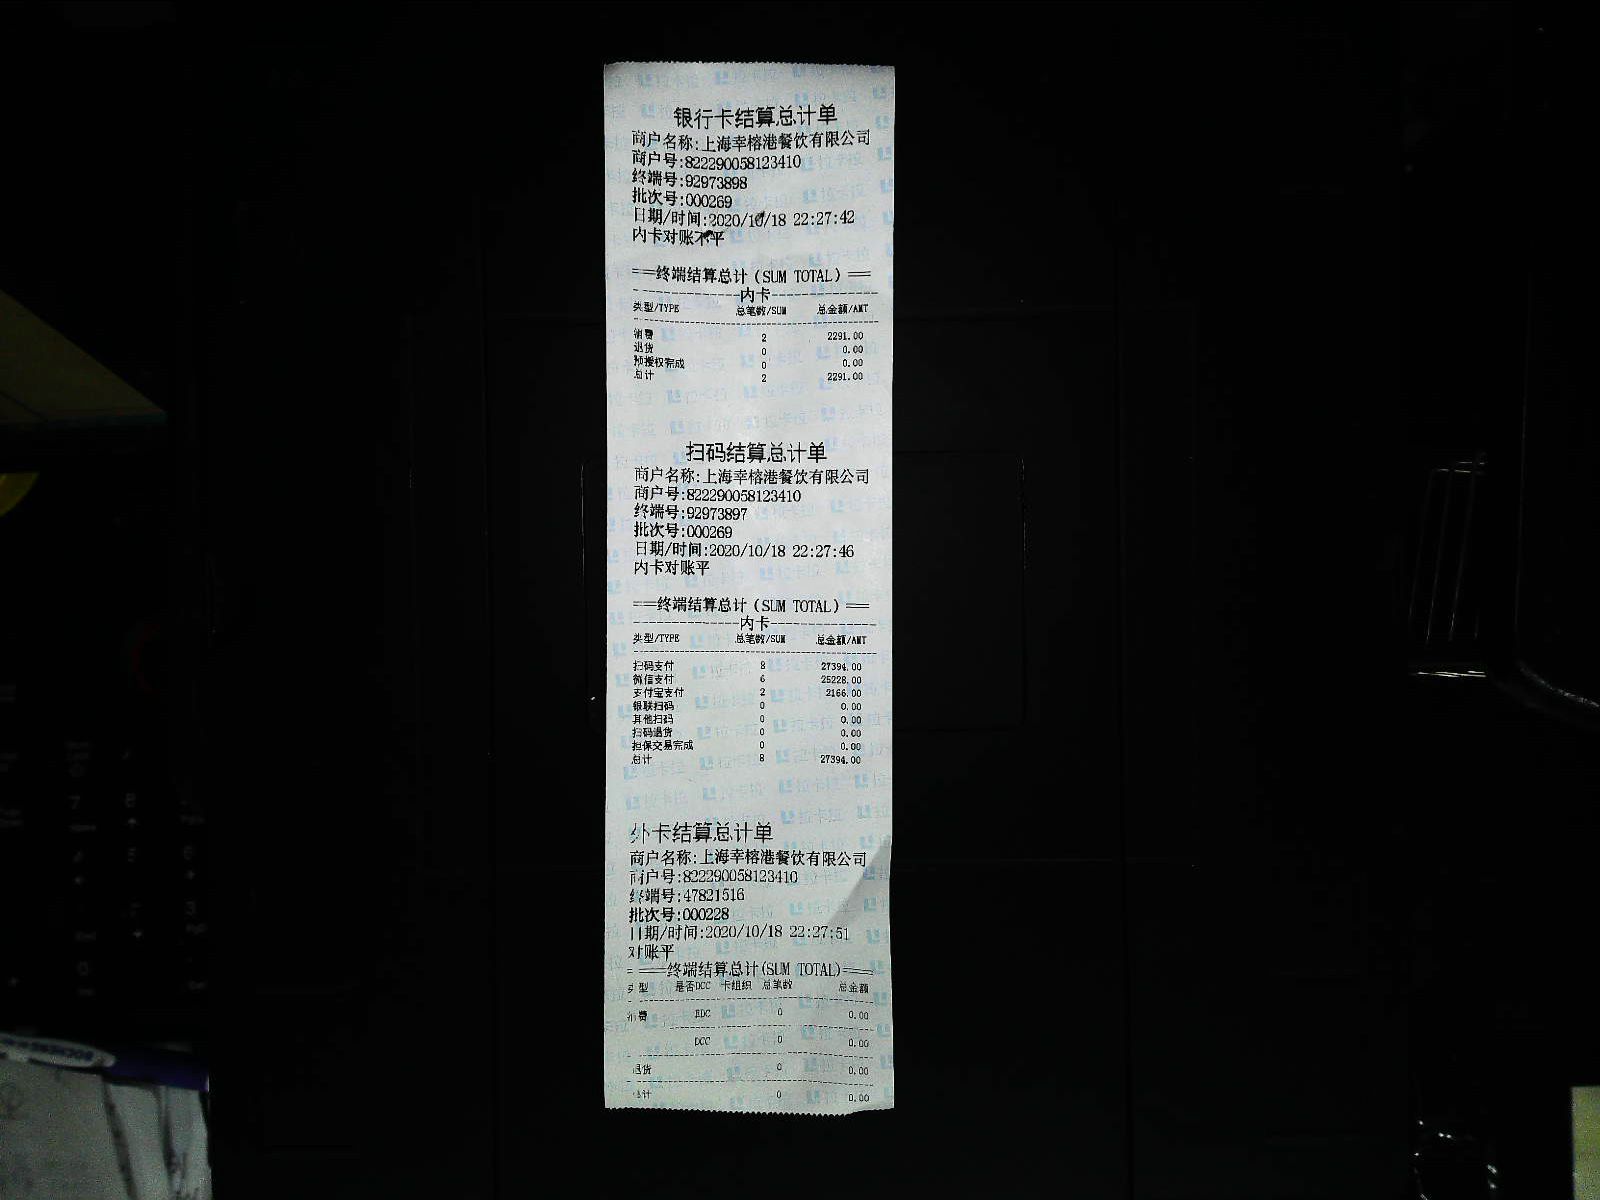 银行卡结算总计单
商户名称:上海幸榕港餐饮有限公司
商户号:822290058123410
终端号:92973898
批次号:000269
日期/时间:2020/10/18 22:27:42
内卡对账不平
===终端结算总计(SUM TOTAL)===
内卡
类型/TYPE 总笔数/SUM 总金额/AMT
消费 2 2291.00
退货 0 0.00
预授权完成 0 0.00
总计 2 2291.00
扫码结算总计单
商户名称:上海幸榕港餐饮有限公司
商户号:822290058123410
终端号:92973897
批次号:000269
日期/时间:2020/10/18 22:27:46
内卡对账平
===终端结算总计(SUM TOTAL)===
内卡
类型/TYPE 总笔数/SUM 总金额/AMT
扫码支付 8 27394.00
微信支付 6 25228.00
支付宝支付 2 2166.00
银联扫码 0 0.00
其他扫码 0 0.00
扫码退货 0 0.00
担保交易完成 0 0.00
总计 8 27394.00
外卡结算总计单
商户名称:上海幸榕港餐饮有限公司
商户号:822290058123410
终端号:47821516
批次号:000228
日期/时间:2020/10/18 22:27:51
对账平
====终端结算总计(SUM TOTAL)====
类型 是否DCC 卡组织 总笔数 总金额
消费 EDC 0 0.00
DCC 0 0.00
退货 0 0.00
总计 0 0.00